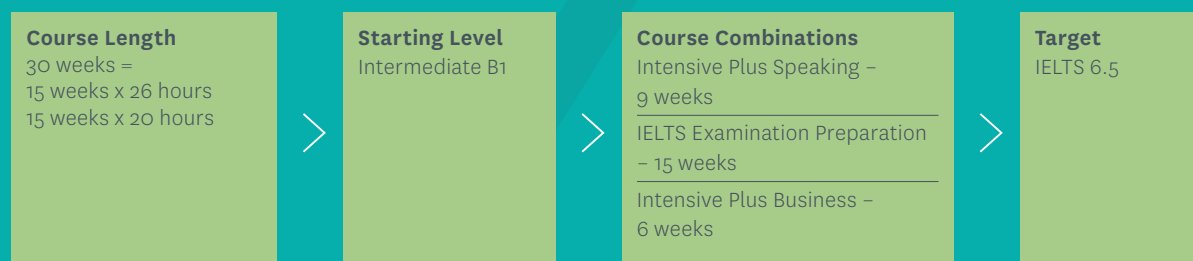 Course Length
30 weeks =
15 weeks x 26 hours
15 weeks x 20 hours
Starting Level
Intermediate B1
Course Combinations
Intensive Plus Speaking –
9 weeks
IELTS Examination Preparation
– 15 weeks
Intensive Plus Business –
6 weeks
Target
IELTS 6.5